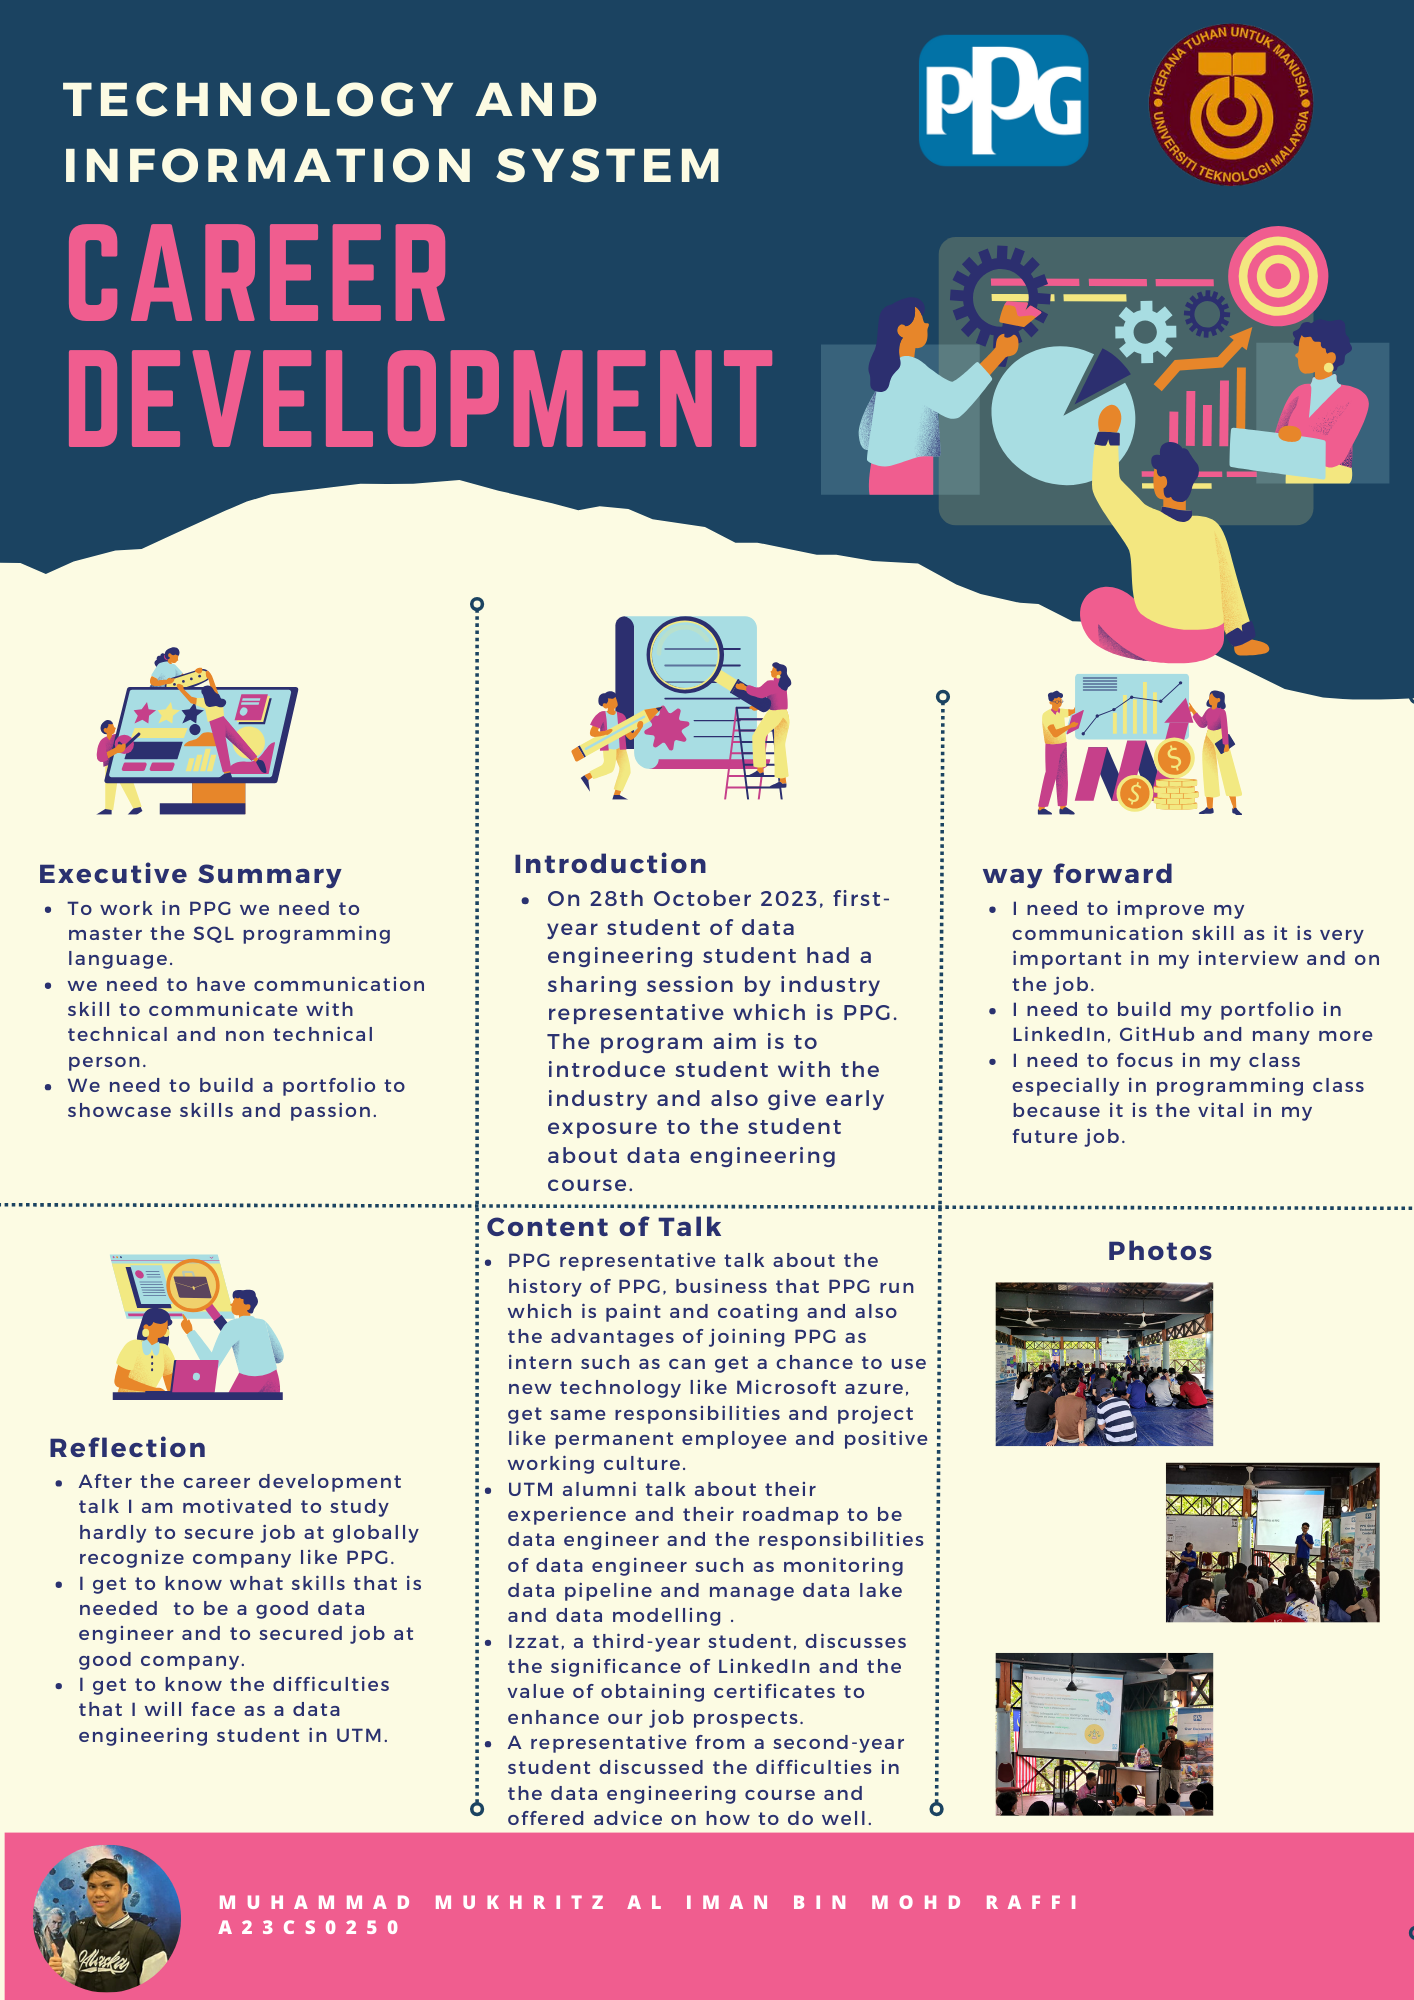 TECHNOLOGY AND
INFORMATION SYSTEM
CAREER
DEVELOPMENT
PPG
KERANA TUHAN UNTUK MANUSIA
UNIVERSITI TEKNOLOGI MALAYSIA
Executive Summary
• To work in PPG we need to
master the SQL programming
language.
• we need to have communication
skill to communicate with
technical and non technical
person.
• We need to build a portfolio to
showcase skills and passion.
Introduction
• On 28th October 2023, first-
year student of data
engineering student had a
sharing session by industry
representative which is PPG.
The program aim is to
introduce student with the
industry and also give early
exposure to the student
about data engineering
course.
way forward
• I need to improve my
communication skill as it is very
important in my interview and on
the job.
• I need to build my portfolio in
LinkedIn, GitHub and many more
• I need to focus in my class
especially in programming class
because it is the vital in my
future job.
Reflection
• After the career development
talk I am motivated to study
hardly to secure job at globally
recognize company like PPG.
• I get to know what skills that is
needed  to be a good data
engineer and to secured job at
good company.
• I get to know the difficulties
that I will face as a data
engineering student in UTM.
Content of Talk
• PPG representative talk about the
history of PPG, business that PPG run
which is paint and coating and also
the advantages of joining PPG as
intern such as can get a chance to use
new technology like Microsoft azure,
get same responsibilities and project
like permanent employee and positive
working culture.
• UTM alumni talk about their
experience and their roadmap to be
data engineer and the responsibilities
of data engineer such as monitoring
data pipeline and manage data lake
and data modelling .
• Izzat, a third-year student, discusses
the significance of LinkedIn and the
value of obtaining certificates to
enhance our job prospects.
• A representative from a second-year
student discussed the difficulties in
the data engineering course and
offered advice on how to do well.
Photos
MUHAMMAD MUKHRITZ AL IMAN BIN MOHD RAFFI
A23CS0250
Alaska